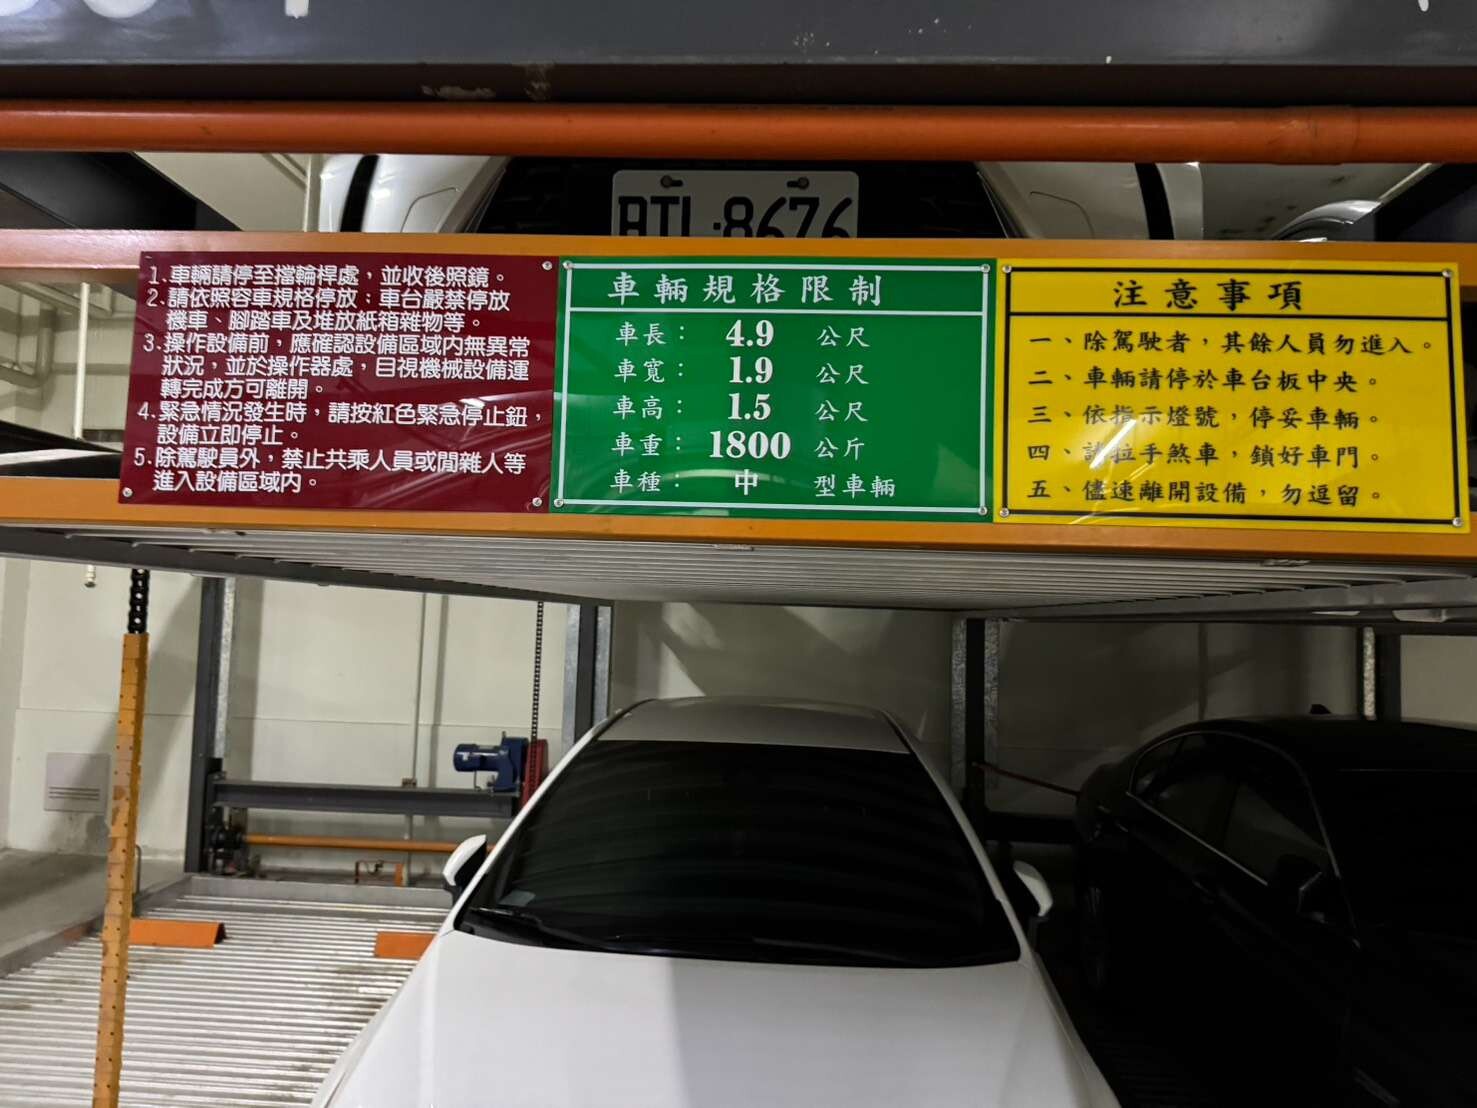 1.車輛請停至擋輪桿處，並收後照鏡。
2.請依照容車規格停放；車台嚴禁停放
機車、腳踏車及堆放紙箱雜物等。
3.操作設備前，應確認設備區域內無異常
狀況，並於操作器處，目視機械設備運
轉完成方可離開。
4.緊急情況發生時，請按紅色緊急停止鈕，
設備立即停止。
5.除駕駛員外，禁止共乘人員或閒雜人等
進入設備區域內。
車輛規格限制
車長： 4.9 公尺
車寬： 1.9 公尺
車高： 1.5 公尺
車重： 1800 公斤
車種： 中 型車輛
注意事項
一、除駕駛者，其餘人員勿進入。
二、車輛請停於車台板中央。
三、依指示燈號，停妥車輛。
四、請拉手煞車，鎖好車門。
五、儘速離開設備，勿逗留。